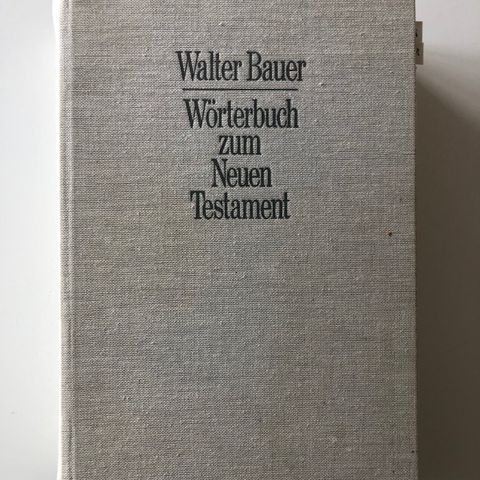 Walter Bauer
Wörterbuch
zum
Neuen
Testament